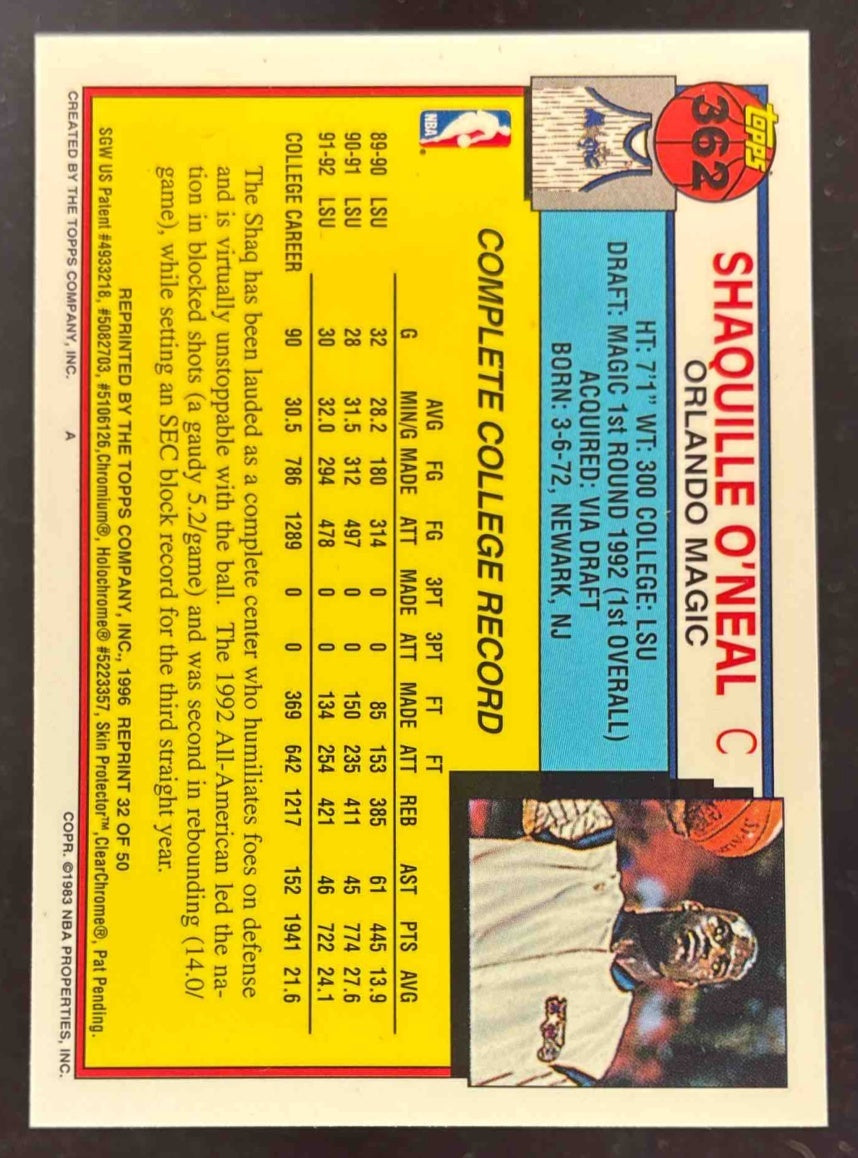 topps
362
SHAQUILLE O'NEAL C
ORLANDO MAGIC
HT: 7'1" WT: 300 COLLEGE: LSU
DRAFT: MAGIC 1st ROUND 1992 (1st OVERALL)
ACQUIRED: VIA DRAFT
BORN: 3-6-72, NEWARK, NJ
NBA
COMPLETE COLLEGE RECORD
AVG FG FG 3PT 3PT FT FT
G MIN/G MADE ATT MADE ATT MADE ATT REB AST PTS AVG
89-90 LSU 32 28.2 180 314 0 0 85 153 385 61 445 13.9
90-91 LSU 28 31.5 312 497 0 0 150 235 411 45 774 27.6
91-92 LSU 30 32.0 294 478 0 0 134 254 421 46 722 24.1
COLLEGE CAREER 90 30.5 786 1289 0 0 369 642 1217 152 1941 21.6
The Shaq has been lauded as a complete center who humiliates foes on defense
and is virtually unstoppable with the ball. The 1992 All-American led the na-
tion in blocked shots (a gaudy 5.2/game) and was second in rebounding (14.0/
game), while setting an SEC block record for the third straight year.
REPRINTED BY THE TOPPS COMPANY, INC., 1996 REPRINT 32 OF 50
SGW US Patent #4933218, #5082703, #5106126,Chromium®, Holochrome® #5223357, Skin Protector™,ClearChrome®, Pat Pending.
CREATED BY THE TOPPS COMPANY, INC. A COPR. ©1983 NBA PROPERTIES, INC.